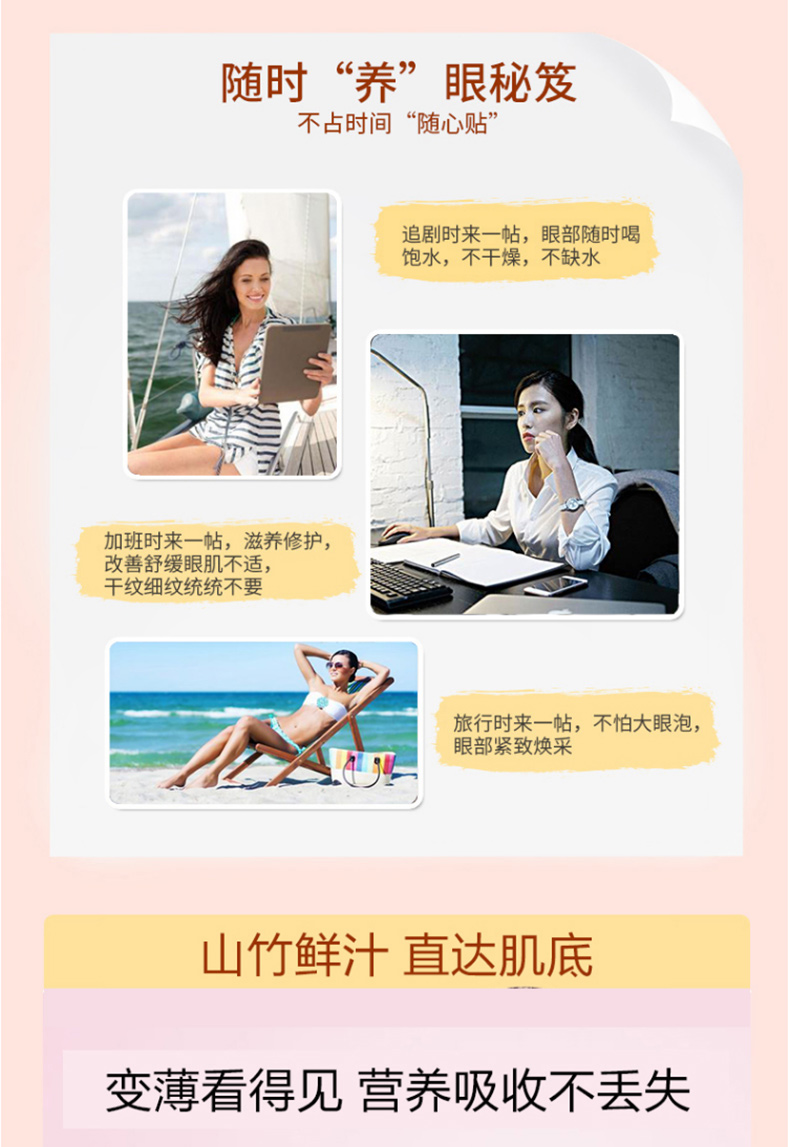 随时“养”眼秘笈
不占时间“随心贴”
追剧时来一帖，眼部随时喝
饱水，不干燥，不缺水
加班时来一帖，滋养修护，
改善舒缓眼肌不适，
干纹细纹统统不要
旅行时来一帖，不怕大眼泡，
眼部紧致焕采
山竹鲜汁 直达肌底
变薄看得见 营养吸收不丢失